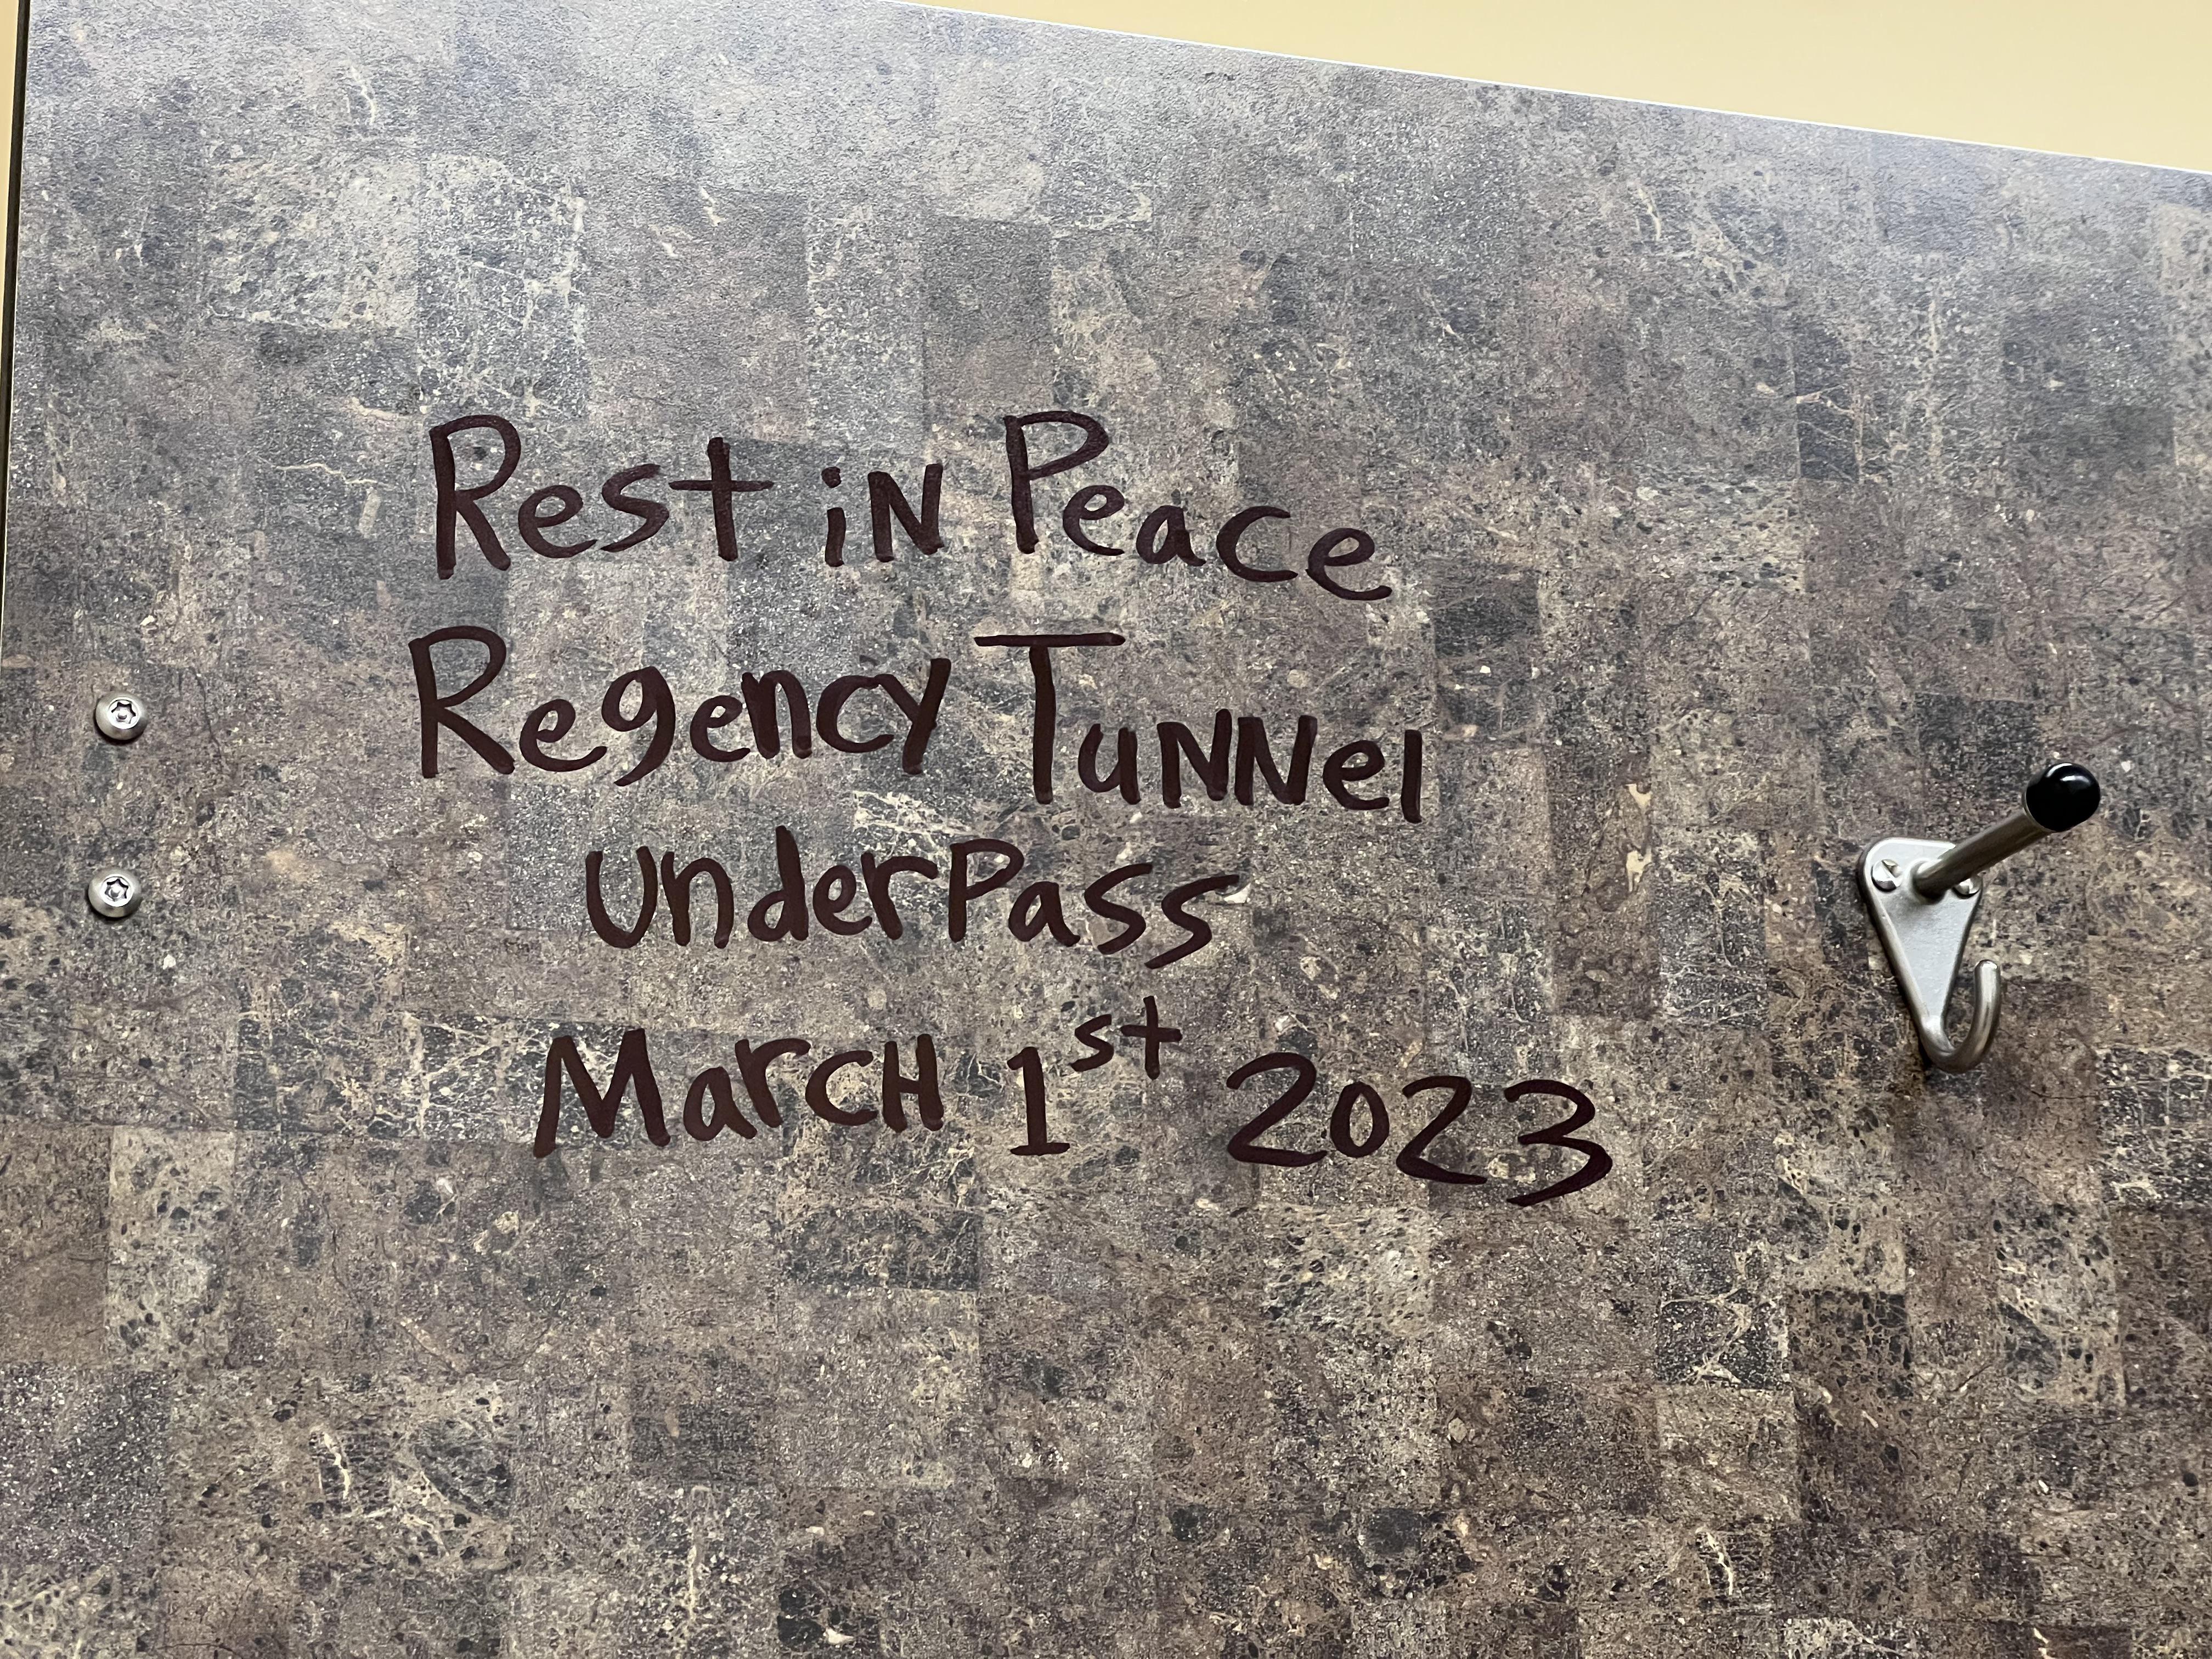 Rest iN Peace
Regency TuNNel
UnderPass
MarcH 1st 2023